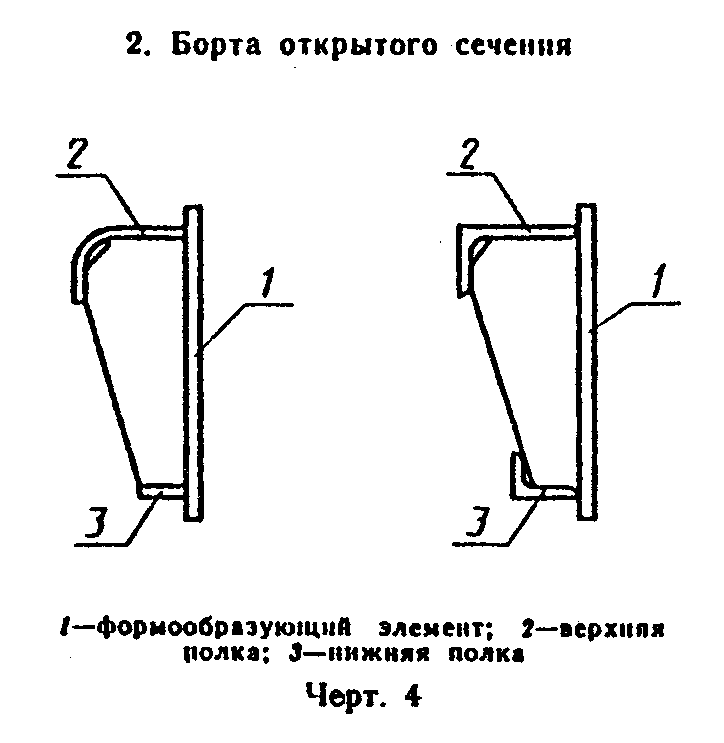 2. Борта открытого сечения
2 2
1 1
3 3
1—формообразующий элемент; 2—верхняя
полка; 3—нижняя полка
Черт. 4